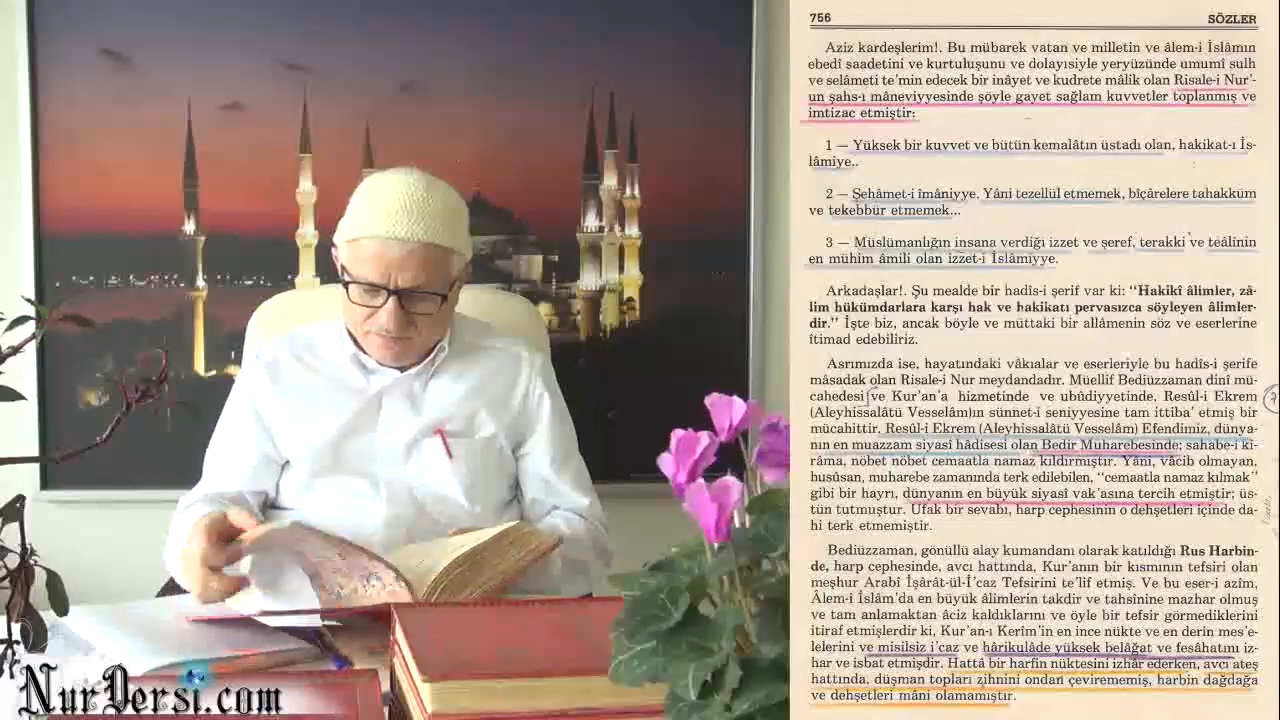 756 SÖZLER
Aziz kardeşlerim!. Bu mübarek vatan ve milletin ve âlem-i İslâmın
ebedî saadetini ve kurtuluşunu ve dolayısiyle yeryüzünde umumî sulh
ve selâmeti te'min edecek bir inâyet ve kudrete mâlik olan Risale-i Nur'-
un şahs-ı mâneviyyesinde şöyle gayet sağlam kuvvetler toplanmış ve
imtizac etmiştir:
1 — Yüksek bir kuvvet ve bütün kemalâtın üstadı olan, hakikat-ı İs-
lâmiye..
2 — Şehâmet-i îmâniyye. Yâni tezellül etmemek, bîçârelere tahakküm
ve tekebbür etmemek...
3 — Müslümanlığın insana verdiği izzet ve şeref, terakki ve teâlinin
en mühim âmili olan izzet-i İslâmiyye.
Arkadaşlar!. Şu mealde bir hadîs-i şerif var ki: "Hakikî âlimler, zâ-
lim hükümdarlara karşı hak ve hakikatı pervasızca söyleyen âlimler-
dir." İşte biz, ancak böyle ve müttaki bir allâmenin söz ve eserlerine
îtimad edebiliriz.
Asrımızda ise, hayatındaki vâkıalar ve eserleriyle bu hadîs-i şerife
mâsadak olan Risale-i Nur meydandadır. Müellif Bediüzzaman dinî mü-
cahedesi ve Kur'an'a hizmetinde ve ubûdiyyetinde, Resûl-i Ekrem
(Aleyhissalâtü Vesselâm)ın sünnet-i seniyyesine tam ittiba' etmiş bir
mücahittir. Resûl-i Ekrem (Aleyhissalâtü Vesselâm) Efendimiz, dünya-
nın en muazzam siyasî hâdisesi olan Bedir Muharebesinde; sahabe-i ki-
râma, nöbet nöbet cemaatla namaz kıldırmıştır. Yâni, vâcib olmayan,
husûsan, muharebe zamanında terk edilebilen, "cemaatla namaz kılmak"
gibi bir hayrı, dünyanın en büyük siyasî vak'asına tercih etmiştir; üs-
tün tutmuştur. Ufak bir sevabı, harp cephesinin o dehşetleri içinde da-
hi terk etmemiştir.
Bediüzzaman, gönüllü alay kumandanı olarak katıldığı Rus Harbin-
de, harp cephesinde, avcı hattında, Kur'anın bir kısmının tefsiri olan
meşhur Arabî İşârât-ül-İ'caz Tefsirini te'lif etmiş. Ve bu eser-i azîm,
Âlem-i İslâm'da en büyük âlimlerin takdir ve tahsînine mazhar olmuş
ve tam anlamaktan âciz kaldıklarını ve öyle bir tefsir görmediklerini
itiraf etmişlerdir ki, Kur'an-ı Kerîm'in en ince nükte ve en derin mes'e-
lelerini ve misilsiz i'caz ve hârikulâde yüksek belâğat ve fesâhatını iz-
har ve isbat etmişdir. Hattâ bir harfin nüktesini izhâr ederken, avcı ateş
hattında, düşman topları zihnini ondan çevirememiş, harbin dağdağa
ve dehşetleri mâni olamamıştır.
NurDersi.com